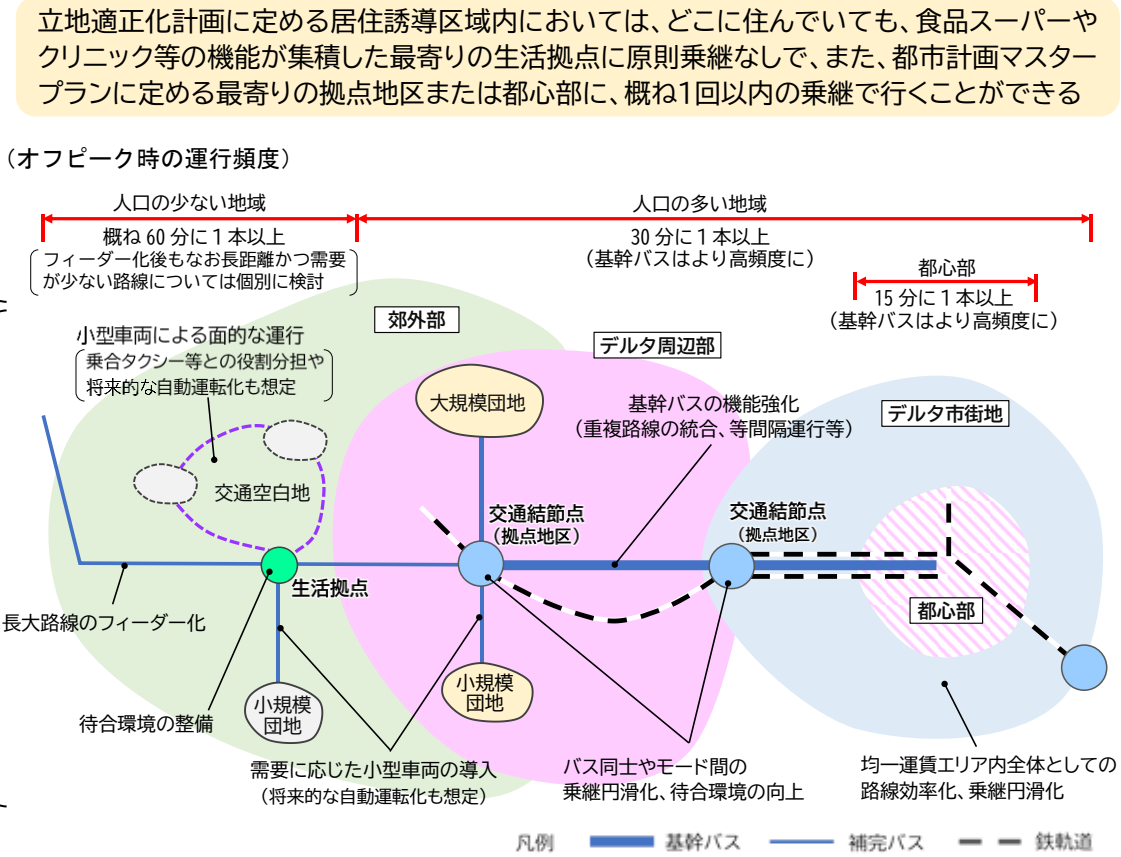 立地適正化計画に定める居住誘導区域内においては、どこに住んでいても、食品スーパーや
クリニック等の機能が集積した最寄りの生活拠点に原則乗継なしで、また、都市計画マスター
プランに定める最寄りの拠点地区または都心部に、概ね1回以内の乗継で行くことができる
(オフピーク時の運行頻度)
人口の少ない地域
概ね60分に1本以上
フィーダー化後もなお長距離かつ需要
が少ない路線については個別に検討
人口の多い地域
30分に1本以上
(基幹バスはより高頻度に)
都心部
15分に1本以上
(基幹バスはより高頻度に)
郊外部
小型車両による面的な運行
乗合タクシー等との役割分担や
将来的な自動運転化も想定
デルタ周辺部
大規模団地
基幹バスの機能強化
(重複路線の統合、等間隔運行等)
デルタ市街地
交通空白地
交通結節点
(拠点地区)
交通結節点
(拠点地区)
生活拠点
都心部
長大路線のフィーダー化
小規模
団地
小規模
団地
待合環境の整備
需要に応じた小型車両の導入
(将来的な自動運転化も想定)
バス同士やモード間の
乗継円滑化、待合環境の向上
均一運賃エリア内全体としての
路線効率化、乗継円滑化
凡例 基幹バス 補完バス 鉄軌道